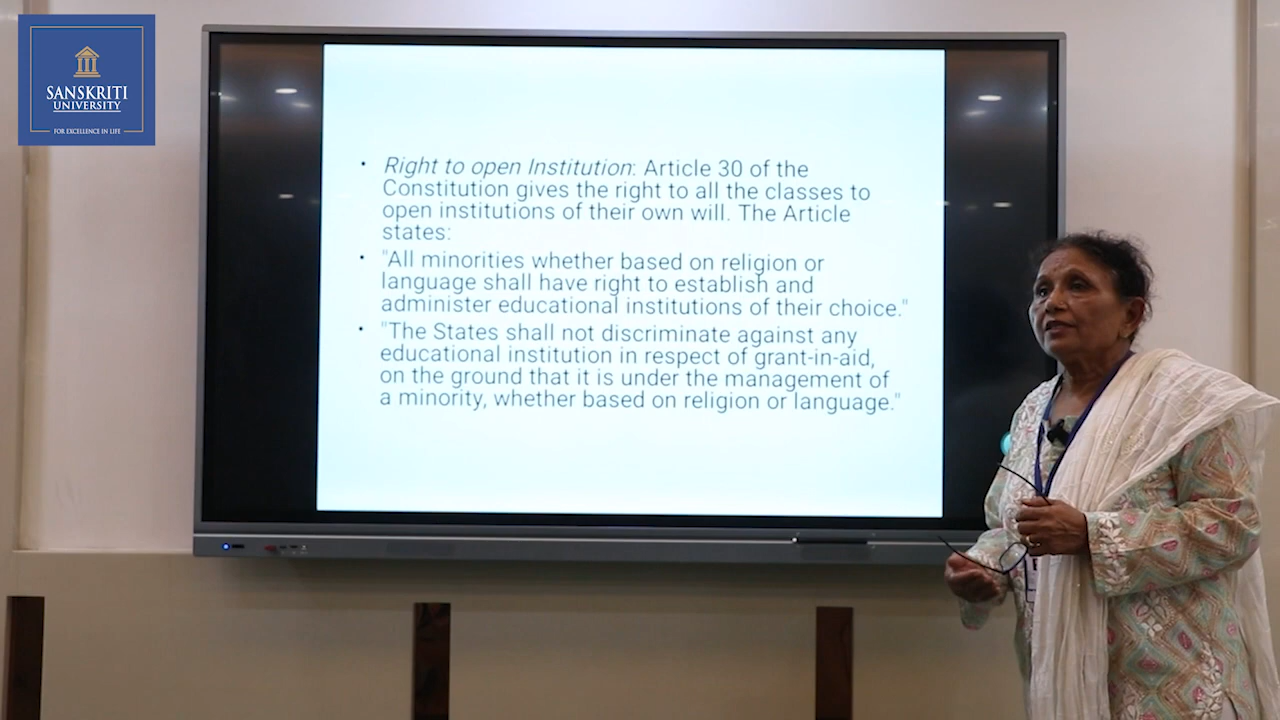 SANSKRITI
UNIVERSITY
FOR EXCELLENCE IN LIFE
• Right to open Institution: Article 30 of the
Constitution gives the right to all the classes to
open institutions of their own will. The Article
states:
• "All minorities whether based on religion or
language shall have right to establish and
administer educational institutions of their choice."
• "The States shall not discriminate against any
educational institution in respect of grant-in-aid,
on the ground that it is under the management of
a minority, whether based on religion or language."